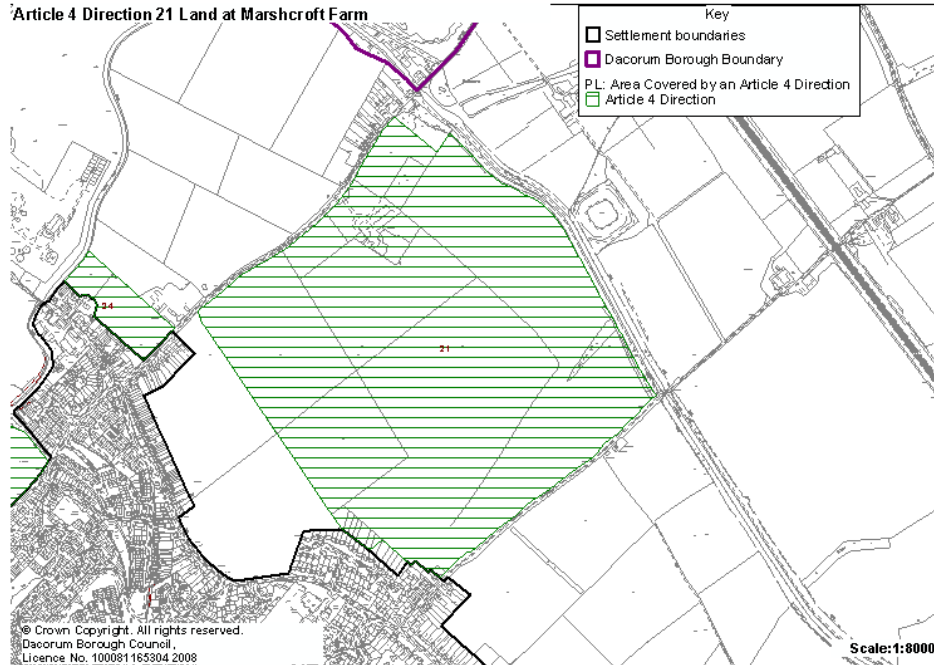 Article 4 Direction 21 Land at Marshcroft Farm
Key
Settlement boundaries
Dacorum Borough Boundary
PL: Area Covered by an Article 4 Direction
Article 4 Direction
24
21
© Crown Copyright. All rights reserved.
Dacorum Borough Council,
Licence No. 100081165304 2008
Scale:1:8000